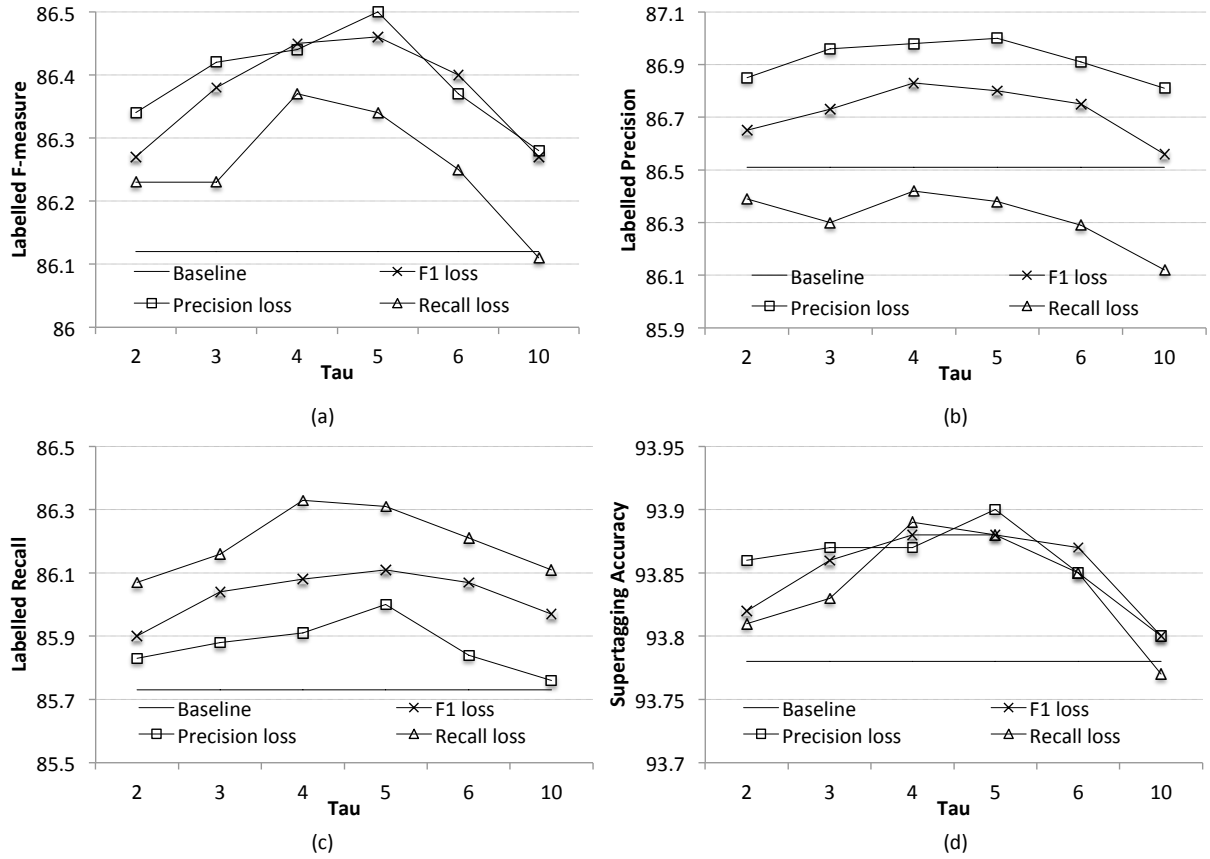 86.5
86.4
86.3
86.2
86.1
86
Labelled F-measure
Baseline F1 loss
Precision loss Recall loss
2 3 4 5 6 10
Tau
(a)
87.1
86.9
86.7
86.5
86.3
86.1
85.9
Labelled Precision
Baseline F1 loss
Precision loss Recall loss
2 3 4 5 6 10
Tau
(b)
86.5
86.3
86.1
85.9
85.7
85.5
Labelled Recall
Baseline F1 loss
Precision loss Recall loss
2 3 4 5 6 10
Tau
(c)
93.95
93.9
93.85
93.8
93.75
93.7
Supertagging Accuracy
Baseline F1 loss
Precision loss Recall loss
2 3 4 5 6 10
Tau
(d)